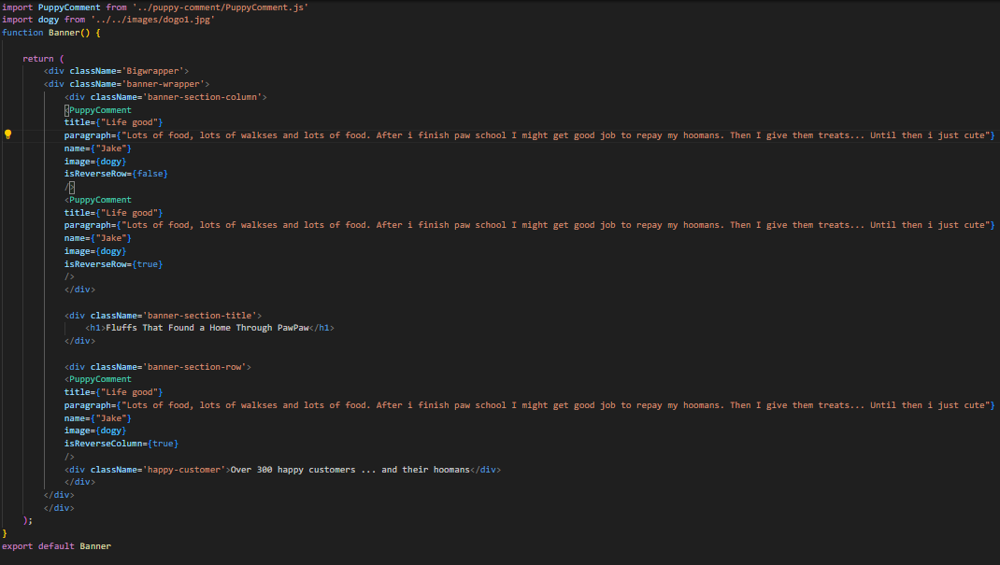 import PuppyComment from '../puppy-comment/PuppyComment.js'
import dogy from '../../images/dogo1.jpg'
function Banner() {
return (
<div className='Bigwrapper'>
<div className='banner-wrapper'>
<div className='banner-section-column'>
<PuppyComment
title={"Life good"}
paragraph={"Lots of food, lots of walkses and lots of food. After i finish paw school I might get good job to repay my hoomans. Then I give them treats... Until then i just cute"}
name={"Jake"}
image={dogy}
isReverseRow={false}
/>
<PuppyComment
title={"Life good"}
paragraph={"Lots of food, lots of walkses and lots of food. After i finish paw school I might get good job to repay my hoomans. Then I give them treats... Until then i just cute"}
name={"Jake"}
image={dogy}
isReverseRow={true}
/>
</div>
<div className='banner-section-title'>
<h1>Fluffs That Found a Home Through PawPaw</h1>
</div>
<div className='banner-section-row'>
<PuppyComment
title={"Life good"}
paragraph={"Lots of food, lots of walkses and lots of food. After i finish paw school I might get good job to repay my hoomans. Then I give them treats... Until then i just cute"}
name={"Jake"}
image={dogy}
isReverseColumn={true}
/>
<div className='happy-customer'>Over 300 happy customers ... and their hoomans</div>
</div>
</div>
</div>
);
}
export default Banner